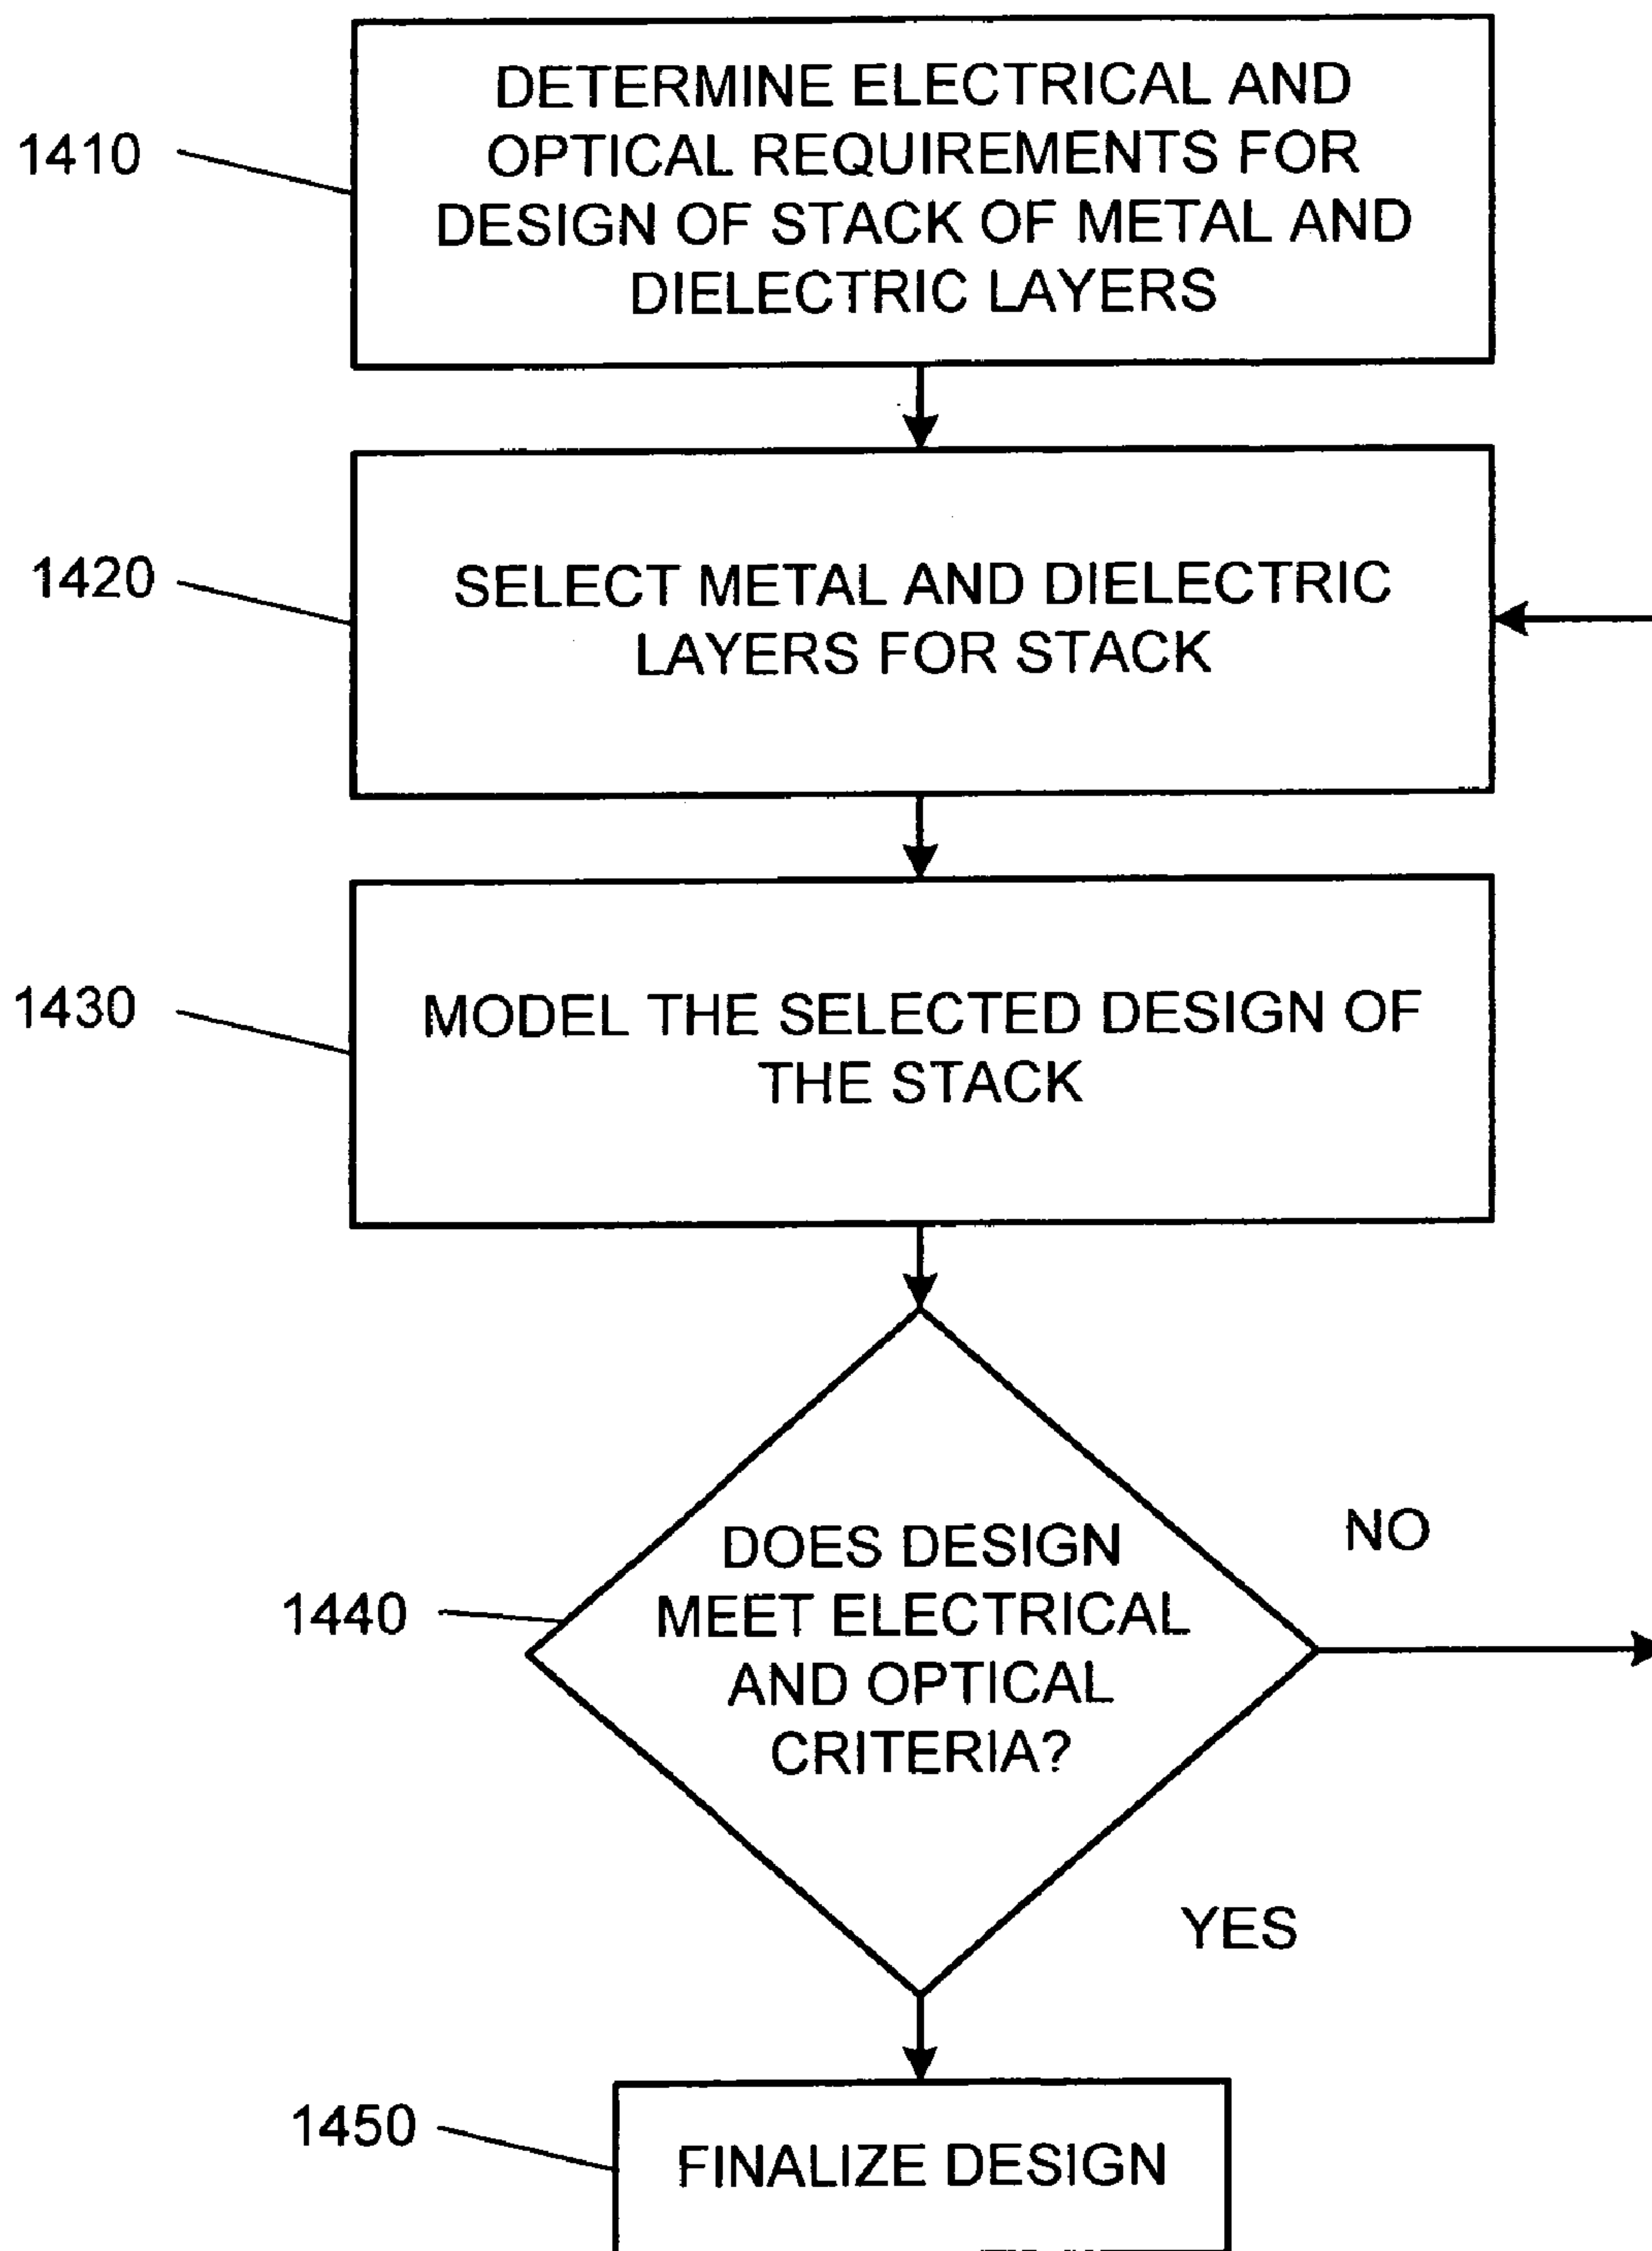 1410
DETERMINE ELECTRICAL AND
OPTICAL REQUIREMENTS FOR
DESIGN OF STACK OF METAL AND
DIELECTRIC LAYERS
1420
SELECT METAL AND DIELECTRIC
LAYERS FOR STACK
1430
MODEL THE SELECTED DESIGN OF
THE STACK
1440
DOES DESIGN
MEET ELECTRICAL
AND OPTICAL
CRITERIA?
NO
YES
1450
FINALIZE DESIGN